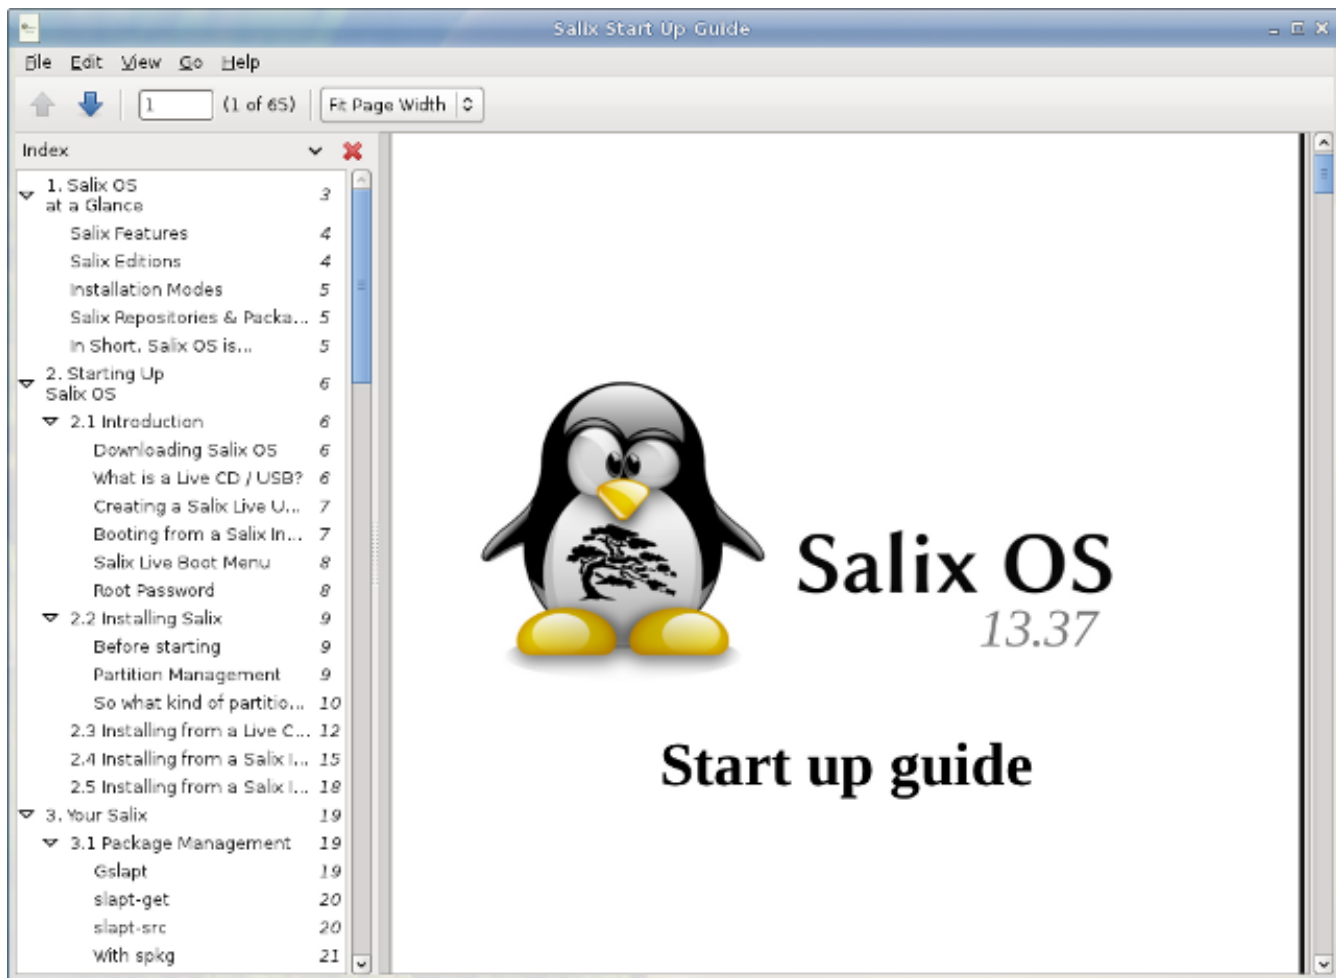 Salix Start Up Guide
File Edit View Go Help
1 (1 of 65) Fit Page Width
Index
1. Salix OS
at a Glance 3
Salix Features 4
Salix Editions 4
Installation Modes 5
Salix Repositories & Packa... 5
In Short, Salix OS is... 5
2. Starting Up
Salix OS 6
2.1 Introduction 6
Downloading Salix OS 6
What is a Live CD / USB? 6
Creating a Salix Live U... 7
Booting from a Salix In... 7
Salix Live Boot Menu 8
Root Password 8
2.2 Installing Salix 9
Before starting 9
Partition Management 9
So what kind of partitio... 10
2.3 Installing from a Live C... 12
2.4 Installing from a Salix I... 15
2.5 Installing from a Salix I... 18
3. Your Salix 19
3.1 Package Management 19
Gslapt 19
slapt-get 20
slapt-src 20
With spkg 21
Salix OS
13.37
Start up guide